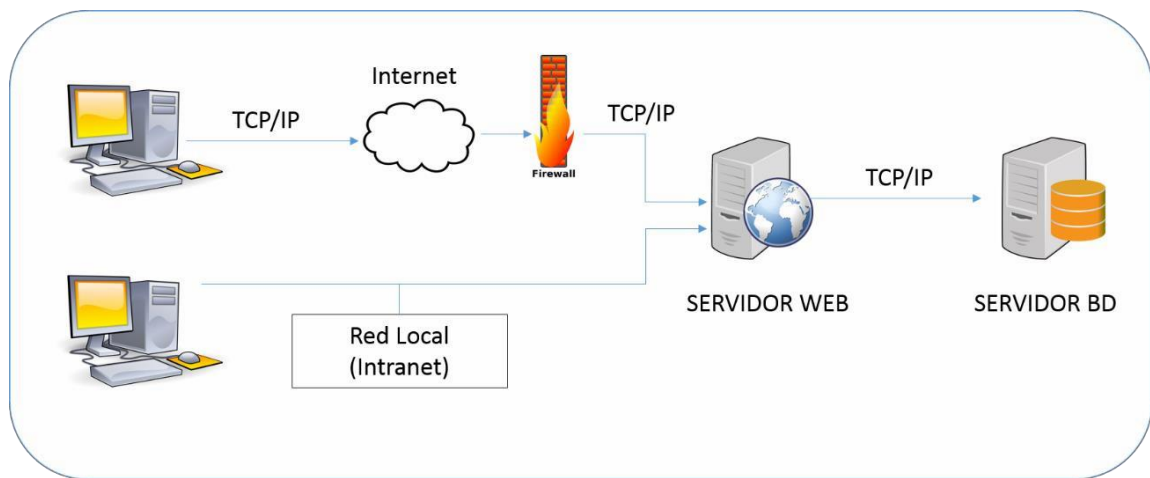 Internet
TCP/IP
TCP/IP
Firewall
TCP/IP
SERVIDOR WEB
SERVIDOR BD
Red Local
(Intranet)